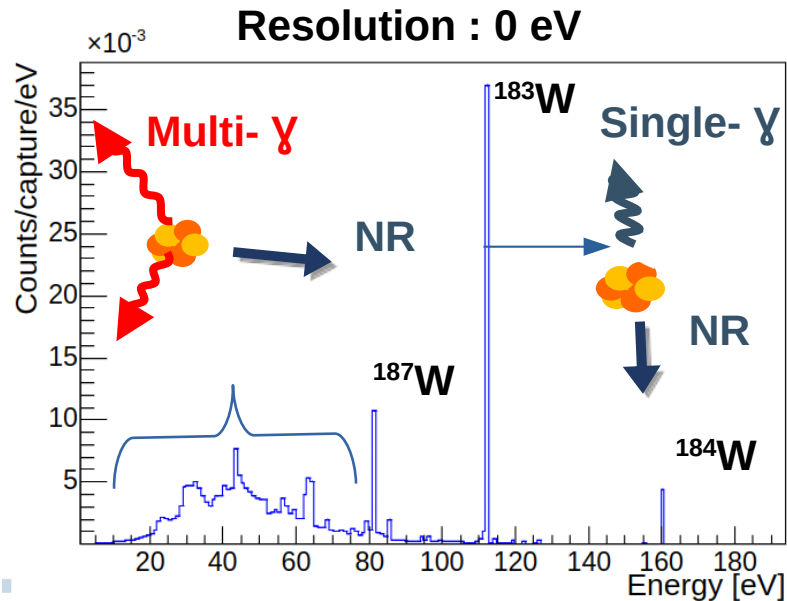 Resolution : 0 eV
×10-3
Counts/capture/eV
35
30
25
20
15
10
5
183W
Multi- ɣ
Single- ɣ
NR
NR
187W
184W
20 40 60 80 100 120 140 160 180
Energy [eV]